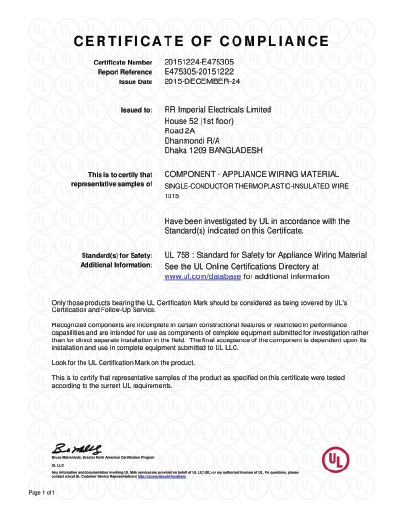 CERTIFICATE OF COMPLIANCE
Certificate Number 20151224-E475305
Report Reference E475305-20151222
Issue Date 2015-DECEMBER-24
Issued to: RR Imperial Electricals Limited
House 52 (1st floor)
Road 2A
Dhanmondi R/A
Dhaka 1209 BANGLADESH
This is to certify that COMPONENT - APPLIANCE WIRING MATERIAL
representative samples of SINGLE-CONDUCTOR THERMOPLASTIC-INSULATED WIRE
1015
Have been investigated by UL in accordance with the
Standard(s) indicated on this Certificate.
Standard(s) for Safety: UL 758 : Standard for Safety for Appliance Wiring Material
Additional Information: See the UL Online Certifications Directory at
www.ul.com/database for additional information
Only those products bearing the UL Certification Mark should be considered as being covered by UL's
Certification and Follow-Up Service.
Recognized components are incomplete in certain constructional features or restricted in performance
capabilities and are intended for use as components of complete equipment submitted for investigation rather
than for direct separate installation in the field. The final acceptance of the component is dependent upon its
installation and use in complete equipment submitted to UL LLC.
Look for the UL Certification Mark on the product.
This is to certify that representative samples of the product as specified on this certificate were tested
according to the current UL requirements.
Bruce Mahrenholz, Director North American Certification Program
UL LLC
Any information and documentation involving UL Mark services are provided on behalf of UL LLC (UL) or any authorized licensee of UL. For questions, please
contact a local UL Customer Service Representative at http://ul.com/aboutul/locations/
UL
Page 1 of 1